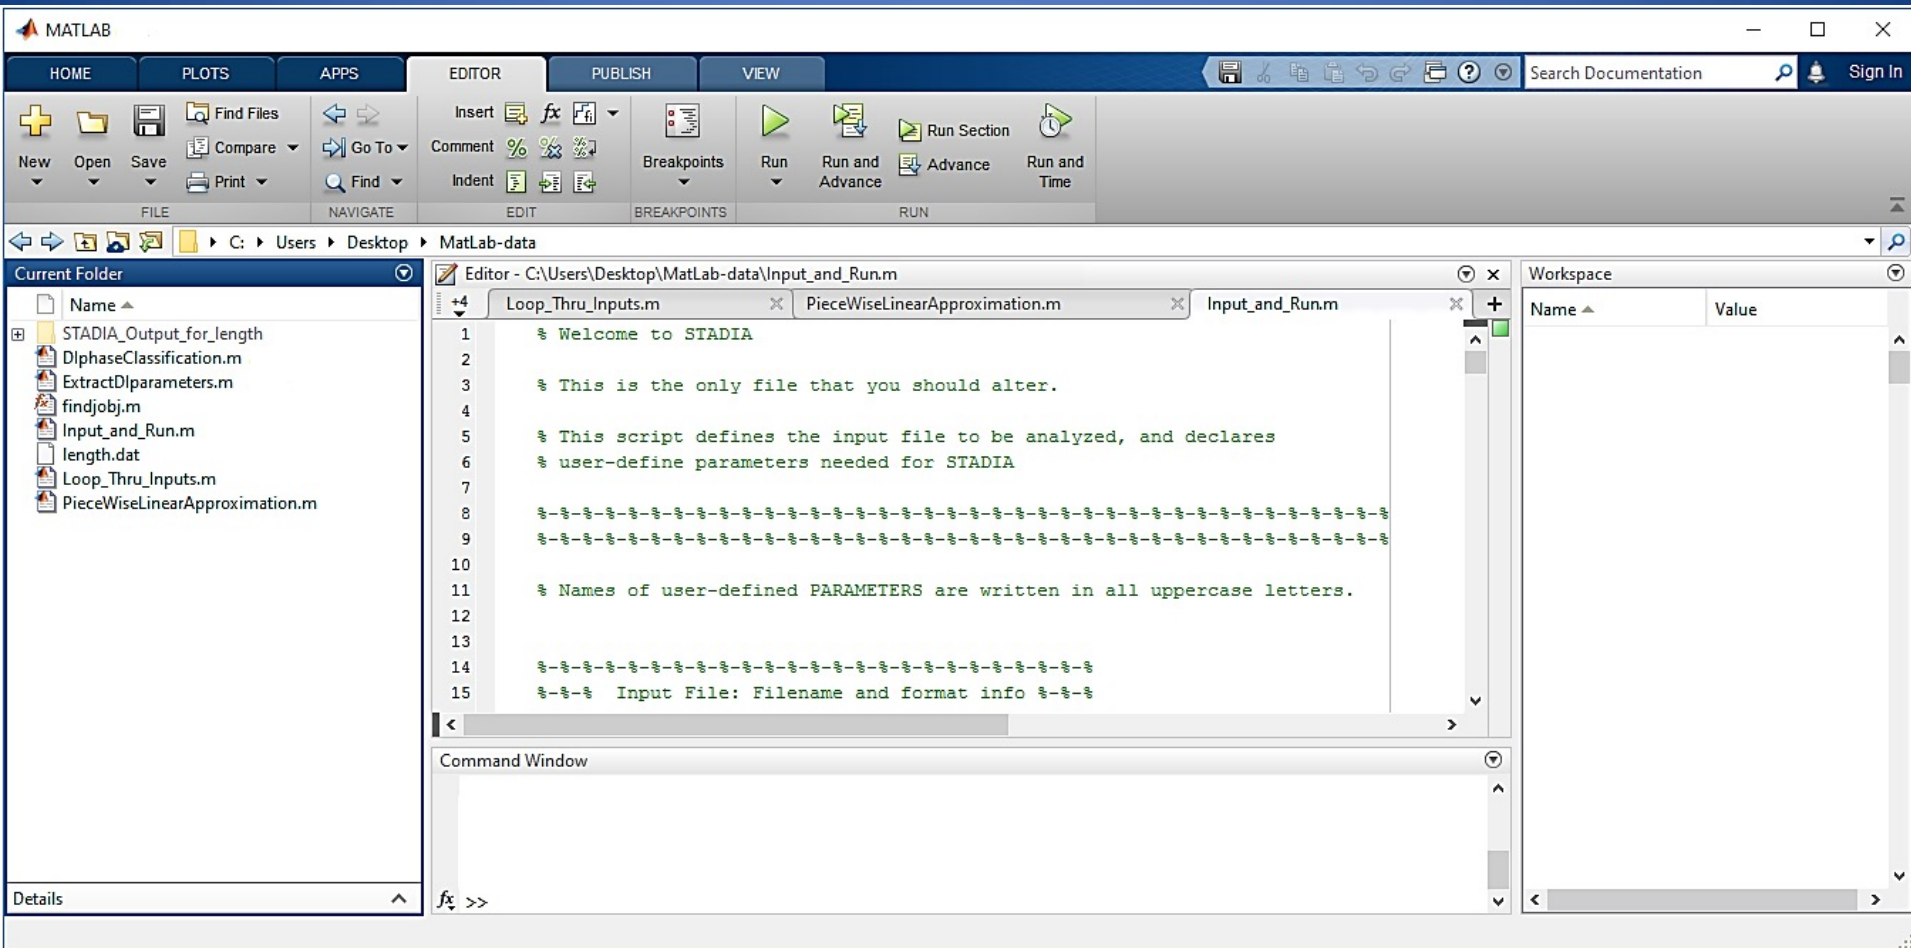 MATLAB
HOME PLOTS APPS EDITOR PUBLISH VIEW Search Documentation Sign In
New Open Save Find Files Compare Print
FILE
Go To Find
NAVIGATE
Insert fx
Comment
Indent
EDIT
Breakpoints
BREAKPOINTS
Run Run and Advance Run Section Advance Run and Time
RUN
C: Users Desktop MatLab-data
Current Folder
Name
STADIA_Output_for_length
DIphaseClassification.m
ExtractDIparameters.m
findjobj.m
Input_and_Run.m
length.dat
Loop_Thru_Inputs.m
PieceWiseLinearApproximation.m
Details
Editor - C:\Users\Desktop\MatLab-data\Input_and_Run.m
+4 Loop_Thru_Inputs.m PieceWiseLinearApproximation.m Input_and_Run.m
1 % Welcome to STADIA
2
3 % This is the only file that you should alter.
4
5 % This script defines the input file to be analyzed, and declares
6 % user-define parameters needed for STADIA
7
8 %-%-%-%-%-%-%-%-%-%-%-%-%-%-%-%-%-%-%-%-%-%-%-%-%-%-%-%-%-%-%-%-%-%-%-%-%-%
9 %-%-%-%-%-%-%-%-%-%-%-%-%-%-%-%-%-%-%-%-%-%-%-%-%-%-%-%-%-%-%-%-%-%-%-%-%-%
10
11 % Names of user-defined PARAMETERS are written in all uppercase letters.
12
13
14 %-%-%-%-%-%-%-%-%-%-%-%-%-%-%-%-%-%-%-%-%-%-%-%-%
15 %-%-% Input File: Filename and format info %-%-%
Command Window
fx >>
Workspace
Name Value